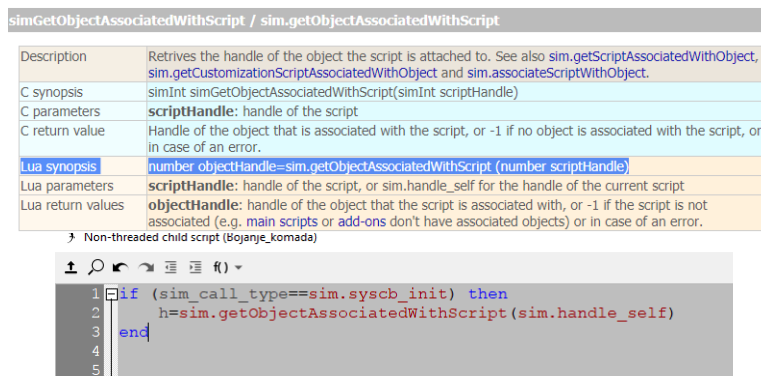 simGetObjectAssociatedWithScript / sim.getObjectAssociatedWithScript
Description Retrives the handle of the object the script is attached to. See also sim.getScriptAssociatedWithObject,
sim.getCustomizationScriptAssociatedWithObject and sim.associateScriptWithObject.
C synopsis simInt simGetObjectAssociatedWithScript(simInt scriptHandle)
C parameters scriptHandle: handle of the script
C return value Handle of the object that is associated with the script, or -1 if no object is associated with the script, or
in case of an error.
Lua synopsis number objectHandle=sim.getObjectAssociatedWithScript (number scriptHandle)
Lua parameters scriptHandle: handle of the script, or sim.handle_self for the handle of the current script
Lua return values objectHandle: handle of the object that the script is associated with, or -1 if the script is not
associated (e.g. main scripts or add-ons don't have associated objects) or in case of an error.
Non-threaded child script (Bojanje_komada)
f()
1 if (sim_call_type==sim.syscb_init) then
2 h=sim.getObjectAssociatedWithScript(sim.handle_self)
3 end
4
5